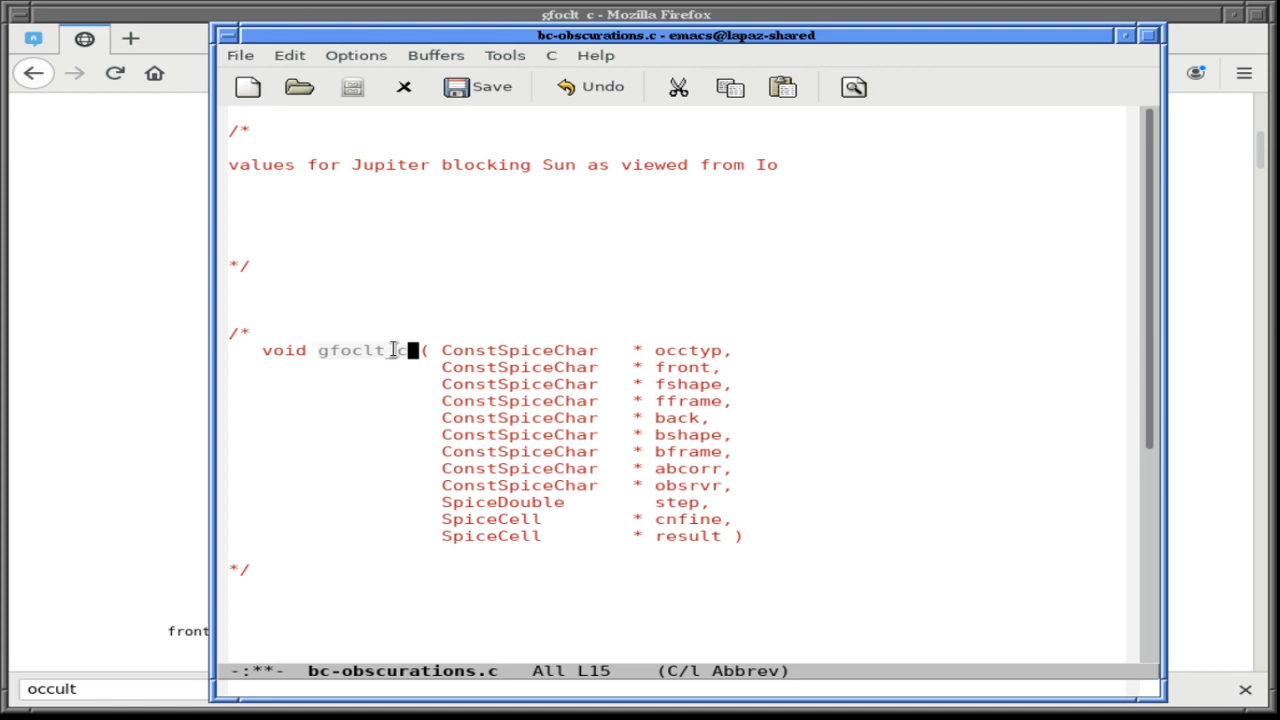 gfoclt_c - Mozilla Firefox
bc-obscurations.c - emacs@lapaz-shared
File Edit Options Buffers Tools C Help
Save Undo
/*
values for Jupiter blocking Sun as viewed from Io
*/
/*
void gfoclt_c ( ConstSpiceChar * occtyp,
ConstSpiceChar * front,
ConstSpiceChar * fshape,
ConstSpiceChar * fframe,
ConstSpiceChar * back,
ConstSpiceChar * bshape,
ConstSpiceChar * bframe,
ConstSpiceChar * abcorr,
ConstSpiceChar * obsrvr,
SpiceDouble step,
SpiceCell * cnfine,
SpiceCell * result )
*/
front
-:**- bc-obscurations.c All L15 (C/l Abbrev)
occult